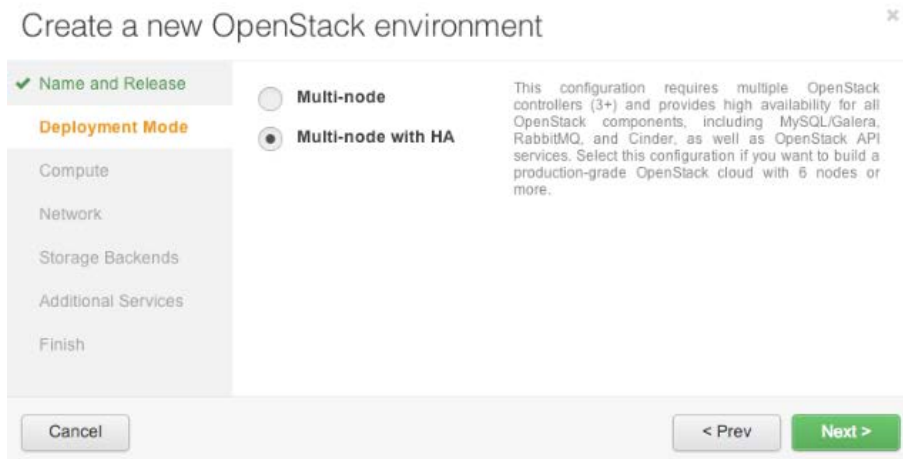 Create a new OpenStack environment
×
✔ Name and Release
Deployment Mode
Compute
Network
Storage Backends
Additional Services
Finish
Multi-node
Multi-node with HA
This configuration requires multiple OpenStack
controllers (3+) and provides high availability for all
OpenStack components, including MySQL/Galera,
RabbitMQ, and Cinder, as well as OpenStack API
services. Select this configuration if you want to build a
production-grade OpenStack cloud with 6 nodes or
more.
Cancel
< Prev
Next >